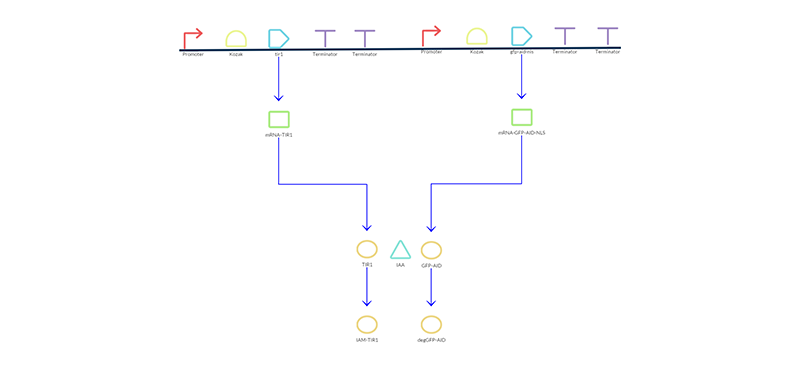 Promoter Kozak tir1 Terminator Terminator Promoter Kozak gfp-aid-nls Terminator Terminator
mRNA-TIR1 mRNA-GFP-AID-NLS
TIR1 IAA GFP-AID
IAM-TIR1 degGFP-AID